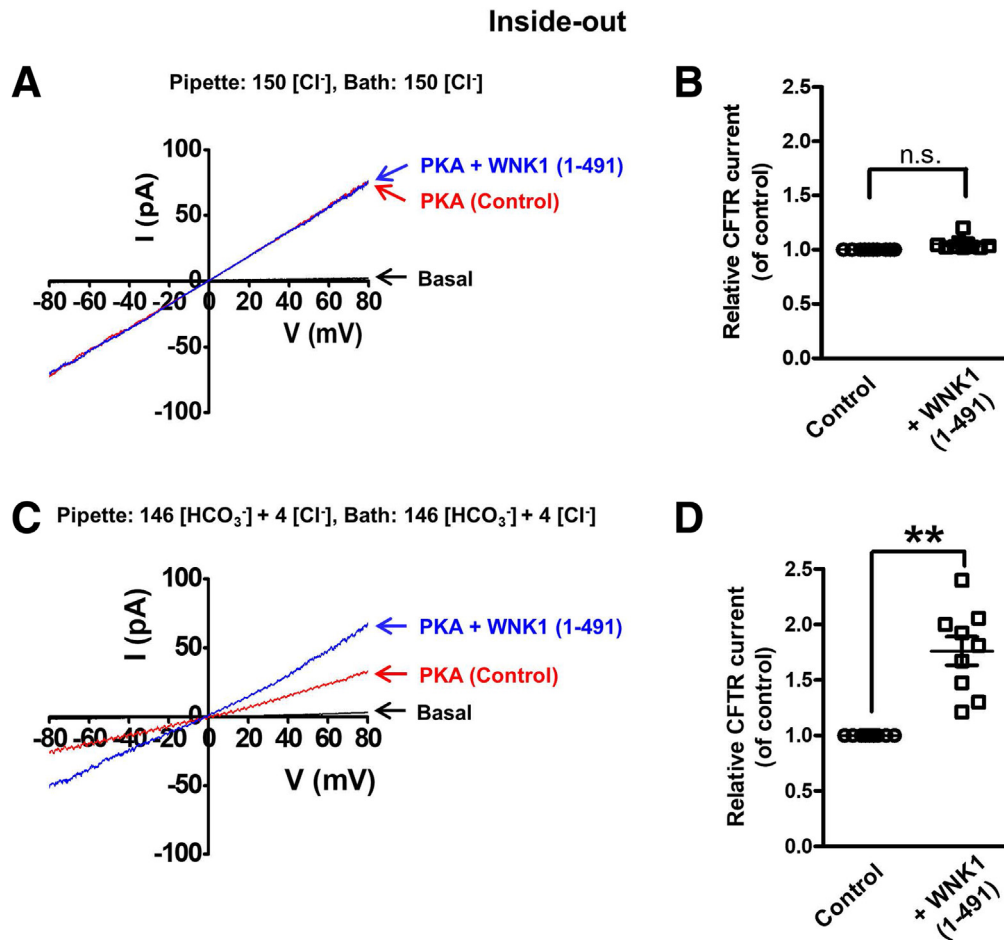 Inside-out
A
Pipette: 150 [Cl⁻], Bath: 150 [Cl⁻]
I (pA)
100
50
0
-50
-100
-80 -60 -40 -20 0 20 40 60 80
V (mV)
PKA + WNK1 (1-491)
PKA (Control)
Basal
B
Relative CFTR current
(of control)
2.5
2.0
1.5
1.0
0.5
0.0
n.s.
Control
+ WNK1
(1-491)
C
Pipette: 146 [HCO₃⁻] + 4 [Cl⁻], Bath: 146 [HCO₃⁻] + 4 [Cl⁻]
I (pA)
100
50
0
-50
-100
-80 -60 -40 -20 0 20 40 60 80
V (mV)
PKA + WNK1 (1-491)
PKA (Control)
Basal
D
Relative CFTR current
(of control)
2.5
2.0
1.5
1.0
0.5
0.0
**
Control
+ WNK1
(1-491)